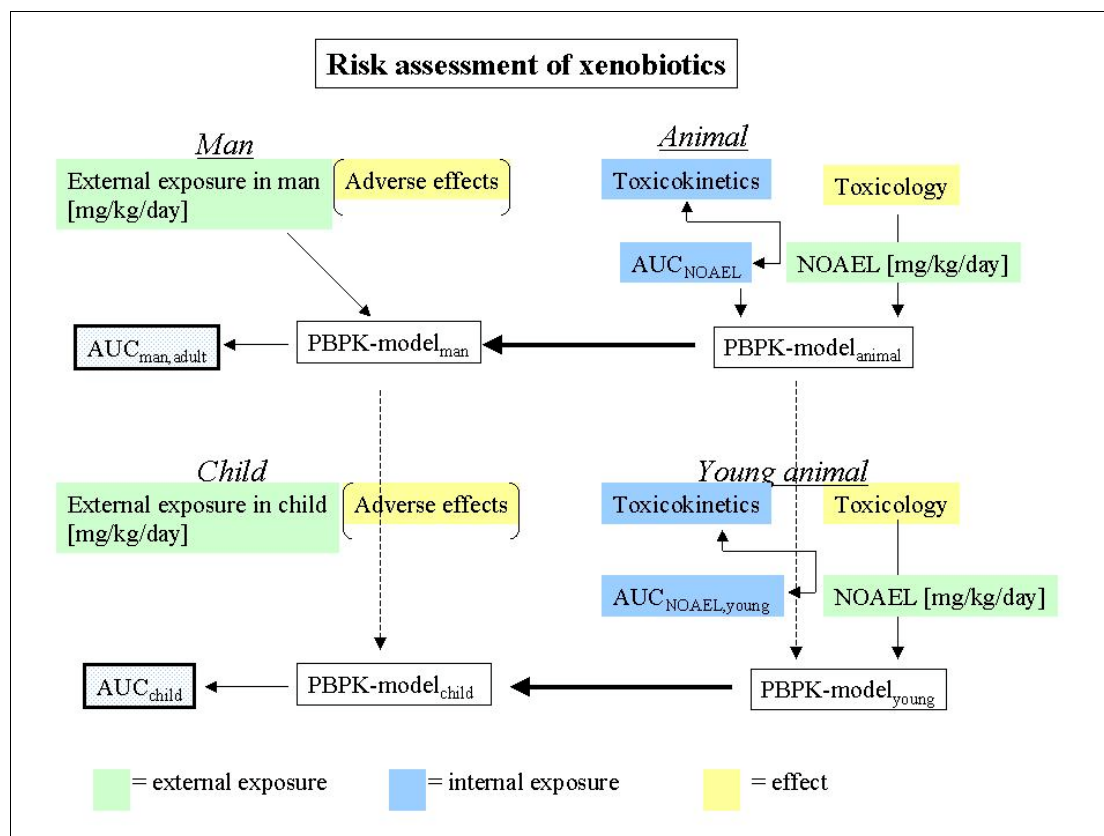 Risk assessment of xenobiotics
Man
External exposure in man
[mg/kg/day]
Adverse effects
Animal
Toxicokinetics
Toxicology
AUCNOAEL
NOAEL [mg/kg/day]
AUCman, adult
PBPK-modelman
PBPK-modelanimal
Child
External exposure in child
[mg/kg/day]
Adverse effects
Young animal
Toxicokinetics
Toxicology
AUCNOAEL,young
NOAEL [mg/kg/day]
AUCchild
PBPK-modelchild
PBPK-modelyoung
= external exposure
= internal exposure
= effect